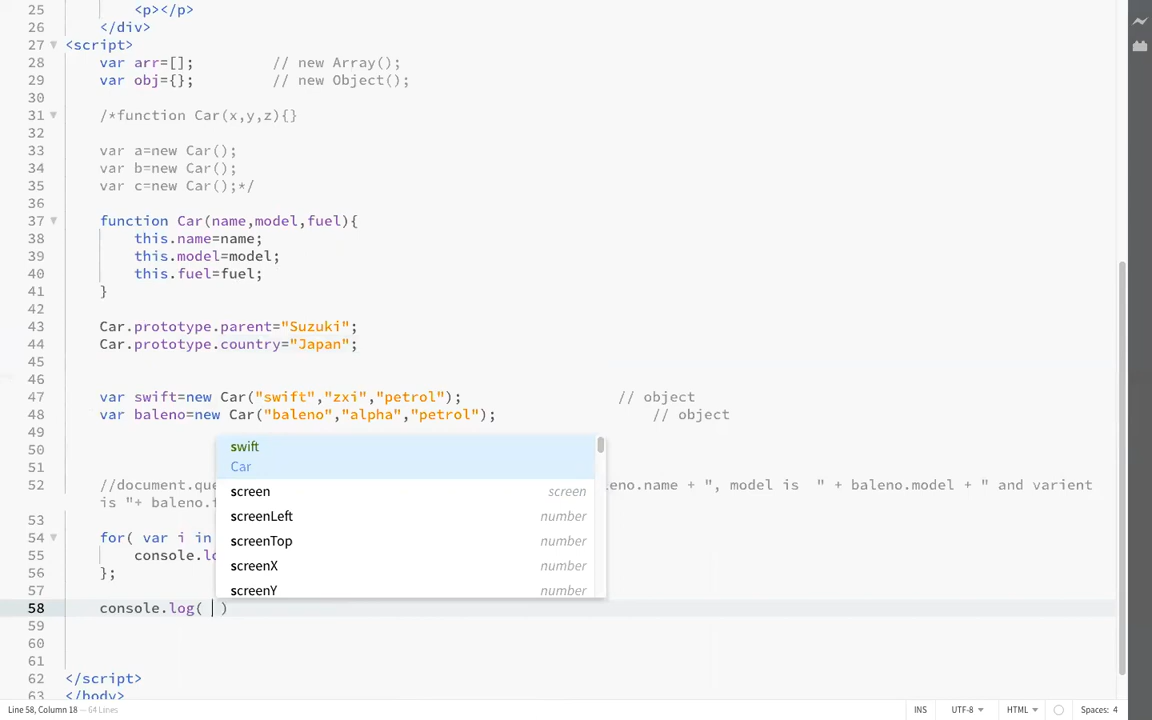 25 <p></p>
26 </div>
27 <script>
28 var arr=[]; // new Array();
29 var obj={}; // new Object();
30
31 /*function Car(x,y,z){}
32
33 var a=new Car();
34 var b=new Car();
35 var c=new Car();*/
36
37 function Car(name,model,fuel){
38 this.name=name;
39 this.model=model;
40 this.fuel=fuel;
41 }
42
43 Car.prototype.parent="Suzuki";
44 Car.prototype.country="Japan";
45
46
47 var swift=new Car("swift","zxi","petrol"); // object
48 var baleno=new Car("baleno","alpha","petrol"); // object
49
50
51
52 //document.que eno.name + ", model is " + baleno.model + " and varient
is "+ baleno.f
53
54 for( var i in
55 console.lo
56 };
57
58 console.log( )
59
60
61
62 </script>
63 </body>
swift
Car
screen screen
screenLeft number
screenTop number
screenX number
screenY number
Line 58, Column 18 — 64 Lines INS UTF-8 HTML Spaces: 4